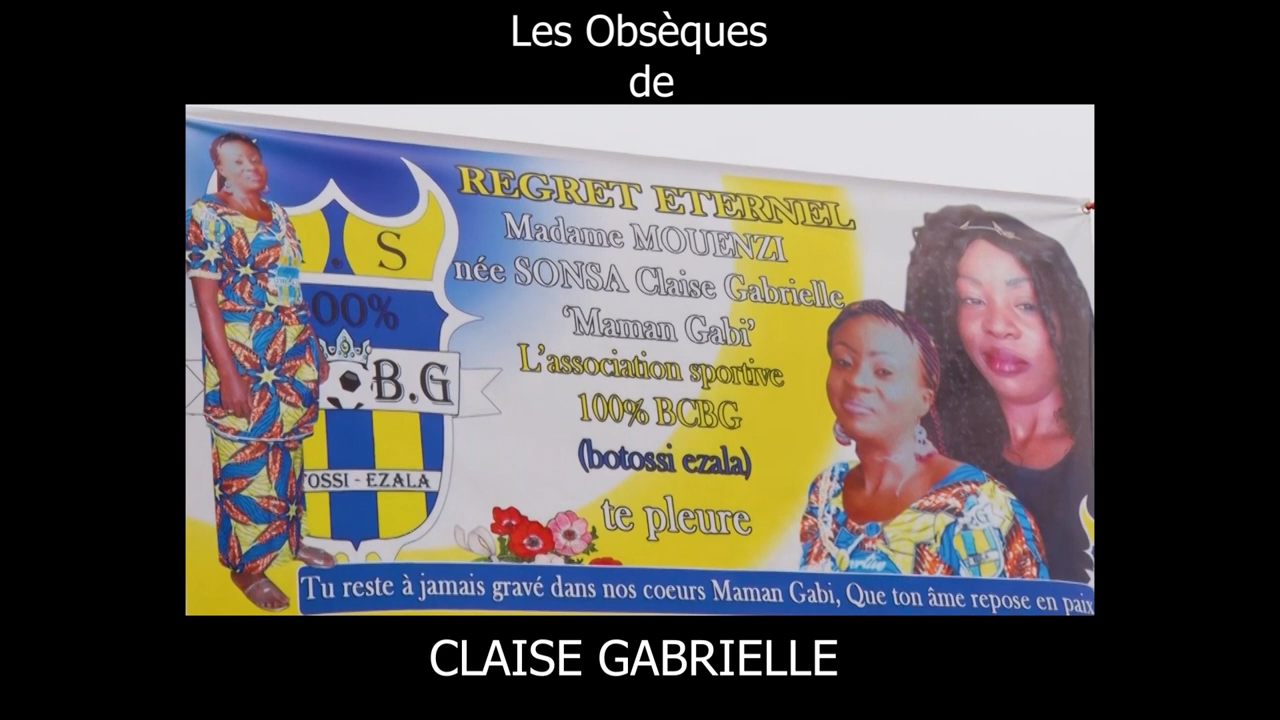 Les Obsèques
de
REGRET ETERNEL
Madame MOUENZI
née SONSA Claise Gabrielle
'Maman Gabi'
L'association sportive
100% BCBG
(botossi ezala)
te pleure
. S
00%
B.G
OSSI - EZALA
Tu reste à jamais gravé dans nos coeurs Maman Gabi, Que ton âme repose en paix
CLAISE GABRIELLE